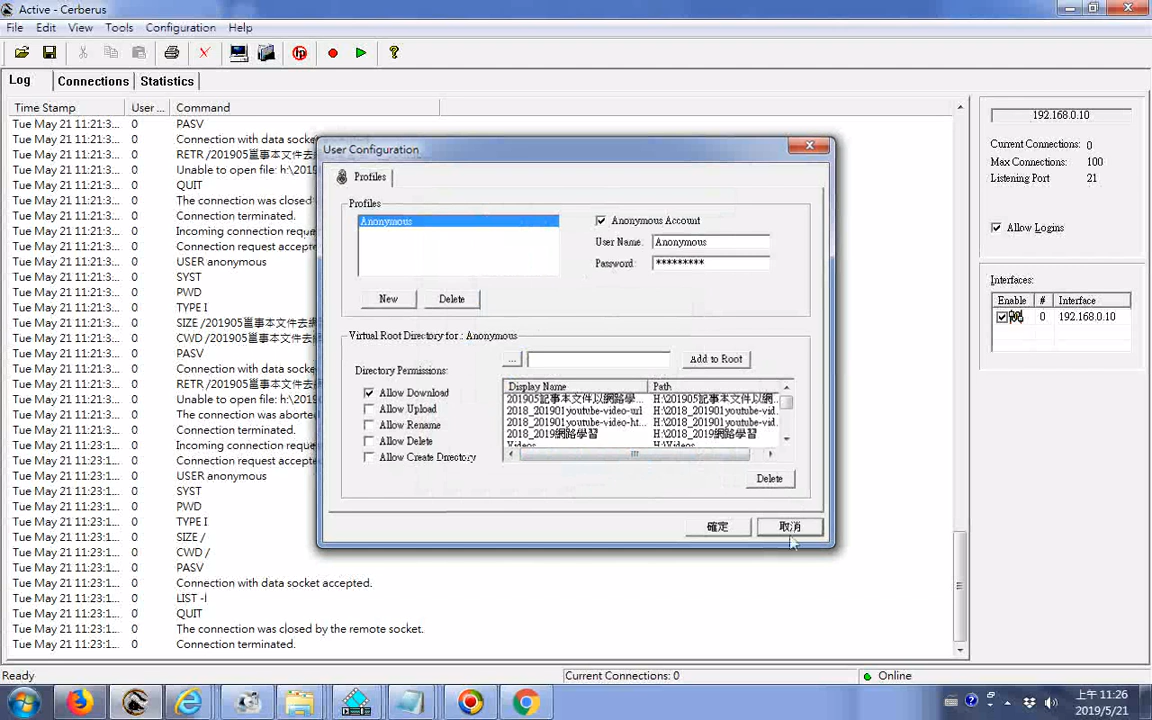 Active - Cerberus
File Edit View Tools Configuration Help
Log Connections Statistics
Time Stamp User ... Command
Tue May 21 11:21:3... 0 PASV
Tue May 21 11:21:3... 0 Connection with data socket
Tue May 21 11:21:3... 0 RETR /201905邕事本文件去
Tue May 21 11:21:3... 0 Unable to open file: h:\201
Tue May 21 11:21:3... 0 QUIT
Tue May 21 11:21:3... 0 The connection was closed
Tue May 21 11:21:3... 0 Connection terminated.
Tue May 21 11:21:3... 0 Incoming connection requ
Tue May 21 11:21:3... 0 Connection request accept
Tue May 21 11:21:3... 0 USER anonymous
Tue May 21 11:21:3... 0 SYST
Tue May 21 11:21:3... 0 PWD
Tue May 21 11:21:3... 0 TYPE I
Tue May 21 11:21:3... 0 SIZE /201905邕事本文件去
Tue May 21 11:21:3... 0 CWD /201905邕事本文件去
Tue May 21 11:21:3... 0 PASV
Tue May 21 11:21:3... 0 Connection with data socket
Tue May 21 11:21:3... 0 RETR /201905邕事本文件去
Tue May 21 11:21:3... 0 Unable to open file: h:\201
Tue May 21 11:21:3... 0 The connection was aborte
Tue May 21 11:21:3... 0 Connection terminated.
Tue May 21 11:23:1... 0 Incoming connection reque
Tue May 21 11:23:1... 0 Connection request accept
Tue May 21 11:23:1... 0 USER anonymous
Tue May 21 11:23:1... 0 SYST
Tue May 21 11:23:1... 0 PWD
Tue May 21 11:23:1... 0 TYPE I
Tue May 21 11:23:1... 0 SIZE /
Tue May 21 11:23:1... 0 CWD /
Tue May 21 11:23:1... 0 PASV
Tue May 21 11:23:1... 0 Connection with data socket accepted.
Tue May 21 11:23:1... 0 LIST -l
Tue May 21 11:23:1... 0 QUIT
Tue May 21 11:23:1... 0 The connection was closed by the remote socket.
Tue May 21 11:23:1... 0 Connection terminated.
User Configuration
Profiles
Profiles
Anonymous
Anonymous Account
User Name: Anonymous
Password: *********
New Delete
Virtual Root Directory for : Anonymous
... Add to Root
Directory Permissions:
Allow Download
Allow Upload
Allow Rename
Allow Delete
Allow Create Directory
Display Name Path
201905記事本文件以網路學... H:\201905記事本文件以網...
2018_201901youtube-video-url H:\2018_201901youtube-vid...
2018_201901youtube-video-ht... H:\2018_201901youtube-vid...
2018_2019網路學習 H:\2018_2019網路學習
Videos H:\Videos
Delete
確定 取消
192.168.0.10
Current Connections: 0
Max Connections: 100
Listening Port 21
Allow Logins
Interfaces:
Enable # Interface
0 192.168.0.10
Ready Current Connections: 0 Online
上午 11:26
2019/5/21